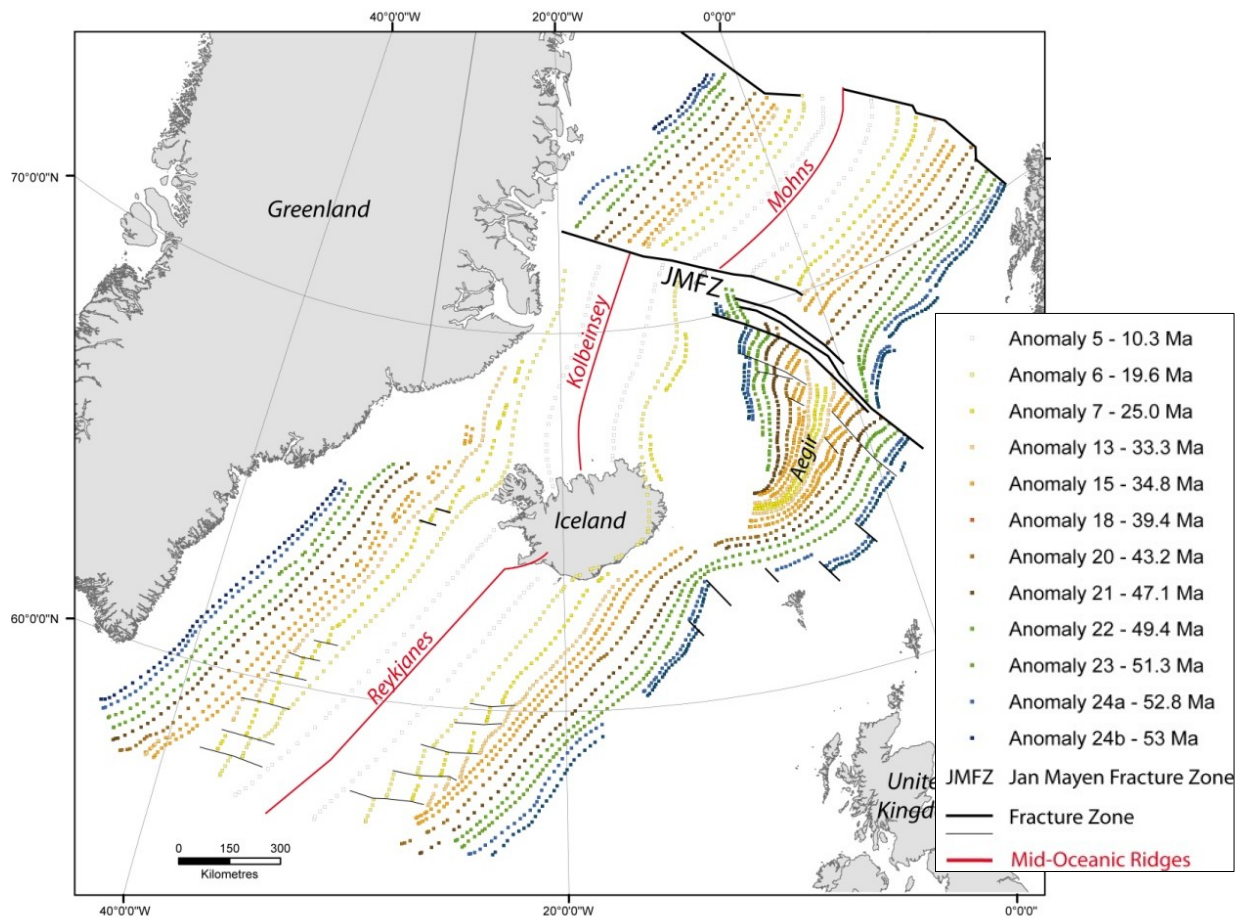 40°0'0"W
20°0'0"W
0°0'0"
70°0'0"N
Greenland
Mohns
JMFZ
Kolbeinsey
Aegir
Iceland
60°0'0"N
Reykjanes
United
Kingd
0 150 300
Kilometres
40°0'0"W
20°0'0"W
0°0'0"
Anomaly 5 - 10.3 Ma
Anomaly 6 - 19.6 Ma
Anomaly 7 - 25.0 Ma
Anomaly 13 - 33.3 Ma
Anomaly 15 - 34.8 Ma
Anomaly 18 - 39.4 Ma
Anomaly 20 - 43.2 Ma
Anomaly 21 - 47.1 Ma
Anomaly 22 - 49.4 Ma
Anomaly 23 - 51.3 Ma
Anomaly 24a - 52.8 Ma
Anomaly 24b - 53 Ma
JMFZ Jan Mayen Fracture Zone
Fracture Zone
Mid-Oceanic Ridges